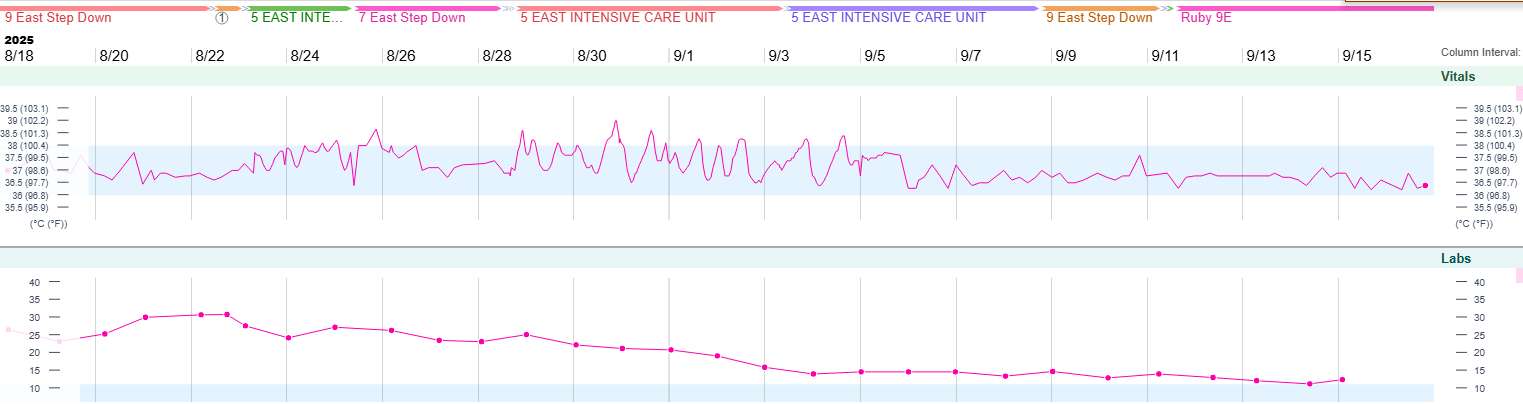 9 East Step Down ① 5 EAST INTE... 7 East Step Down 5 EAST INTENSIVE CARE UNIT 5 EAST INTENSIVE CARE UNIT 9 East Step Down Ruby 9E
2025
8/18 8/20 8/22 8/24 8/26 8/28 8/30 9/1 9/3 9/5 9/7 9/9 9/11 9/13 9/15 Column Interval:
Vitals
39.5 (103.1) 39.5 (103.1)
39 (102.2) 39 (102.2)
38.5 (101.3) 38.5 (101.3)
38 (100.4) 38 (100.4)
37.5 (99.5) 37.5 (99.5)
37 (98.6) 37 (98.6)
36.5 (97.7) 36.5 (97.7)
36 (96.8) 36 (96.8)
35.5 (95.9) 35.5 (95.9)
(°C (°F)) (°C (°F))
Labs
40 40
35 35
30 30
25 25
20 20
15 15
10 10